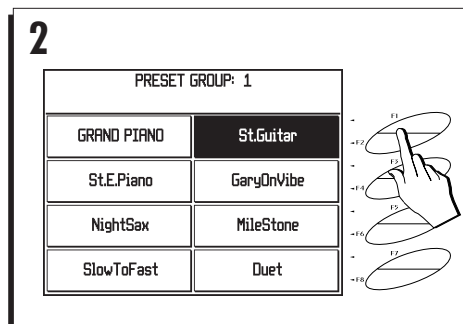 2
PRESET GROUP: 1
GRAND PIANO St.Guitar
St.E.Piano GaryOnVibe
NightSax MileStone
SlowToFast Duet
F1
F2
F3
F4
F5
F6
F7
F8